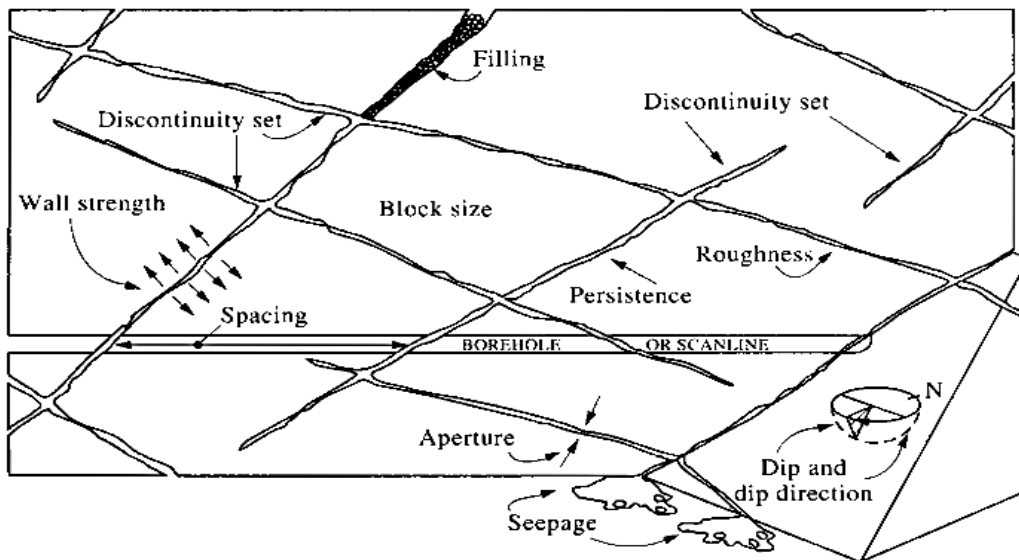 Filling
Discontinuity set
Discontinuity set
Wall strength
Block size
Roughness
Persistence
Spacing
BOREHOLE OR SCANLINE
N
Aperture
Dip and
dip direction
Seepage